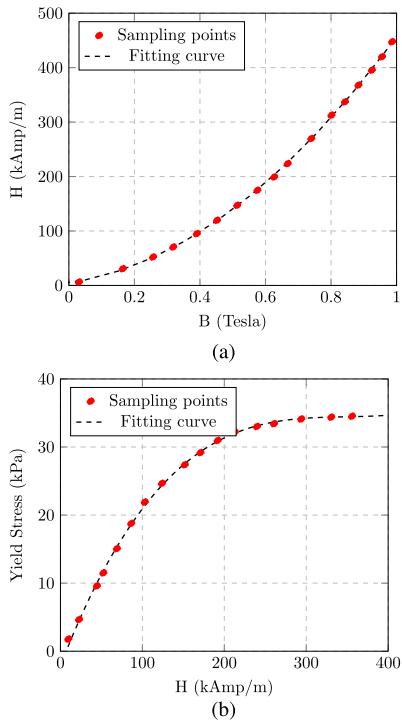 500
400
300
200
100
0
H (kAmp/m)
Sampling points
Fitting curve
0 0.2 0.4 0.6 0.8 1
B (Tesla)
(a)
40
30
20
10
0
Yield Stress (kPa)
Sampling points
Fitting curve
0 100 200 300 400
H (kAmp/m)
(b)